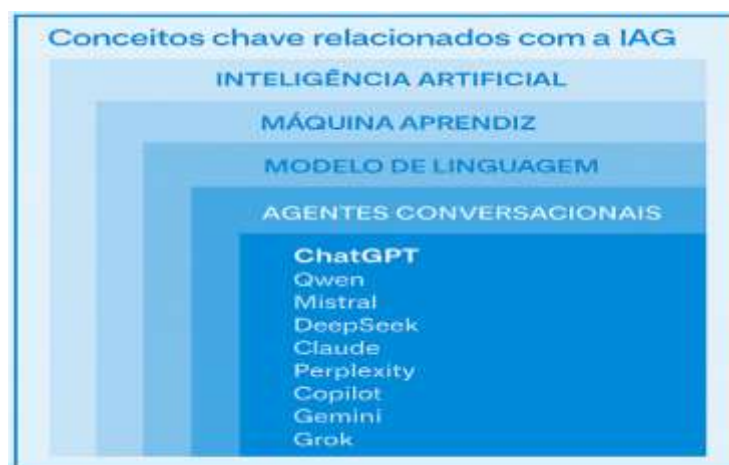 Conceitos chave relacionados com a IAG
INTELIGÊNCIA ARTIFICIAL
MÁQUINA APRENDIZ
MODELO DE LINGUAGEM
AGENTES CONVERSACIONAIS
ChatGPT
Qwen
Mistral
DeepSeek
Claude
Perplexity
Copilot
Gemini
Grok